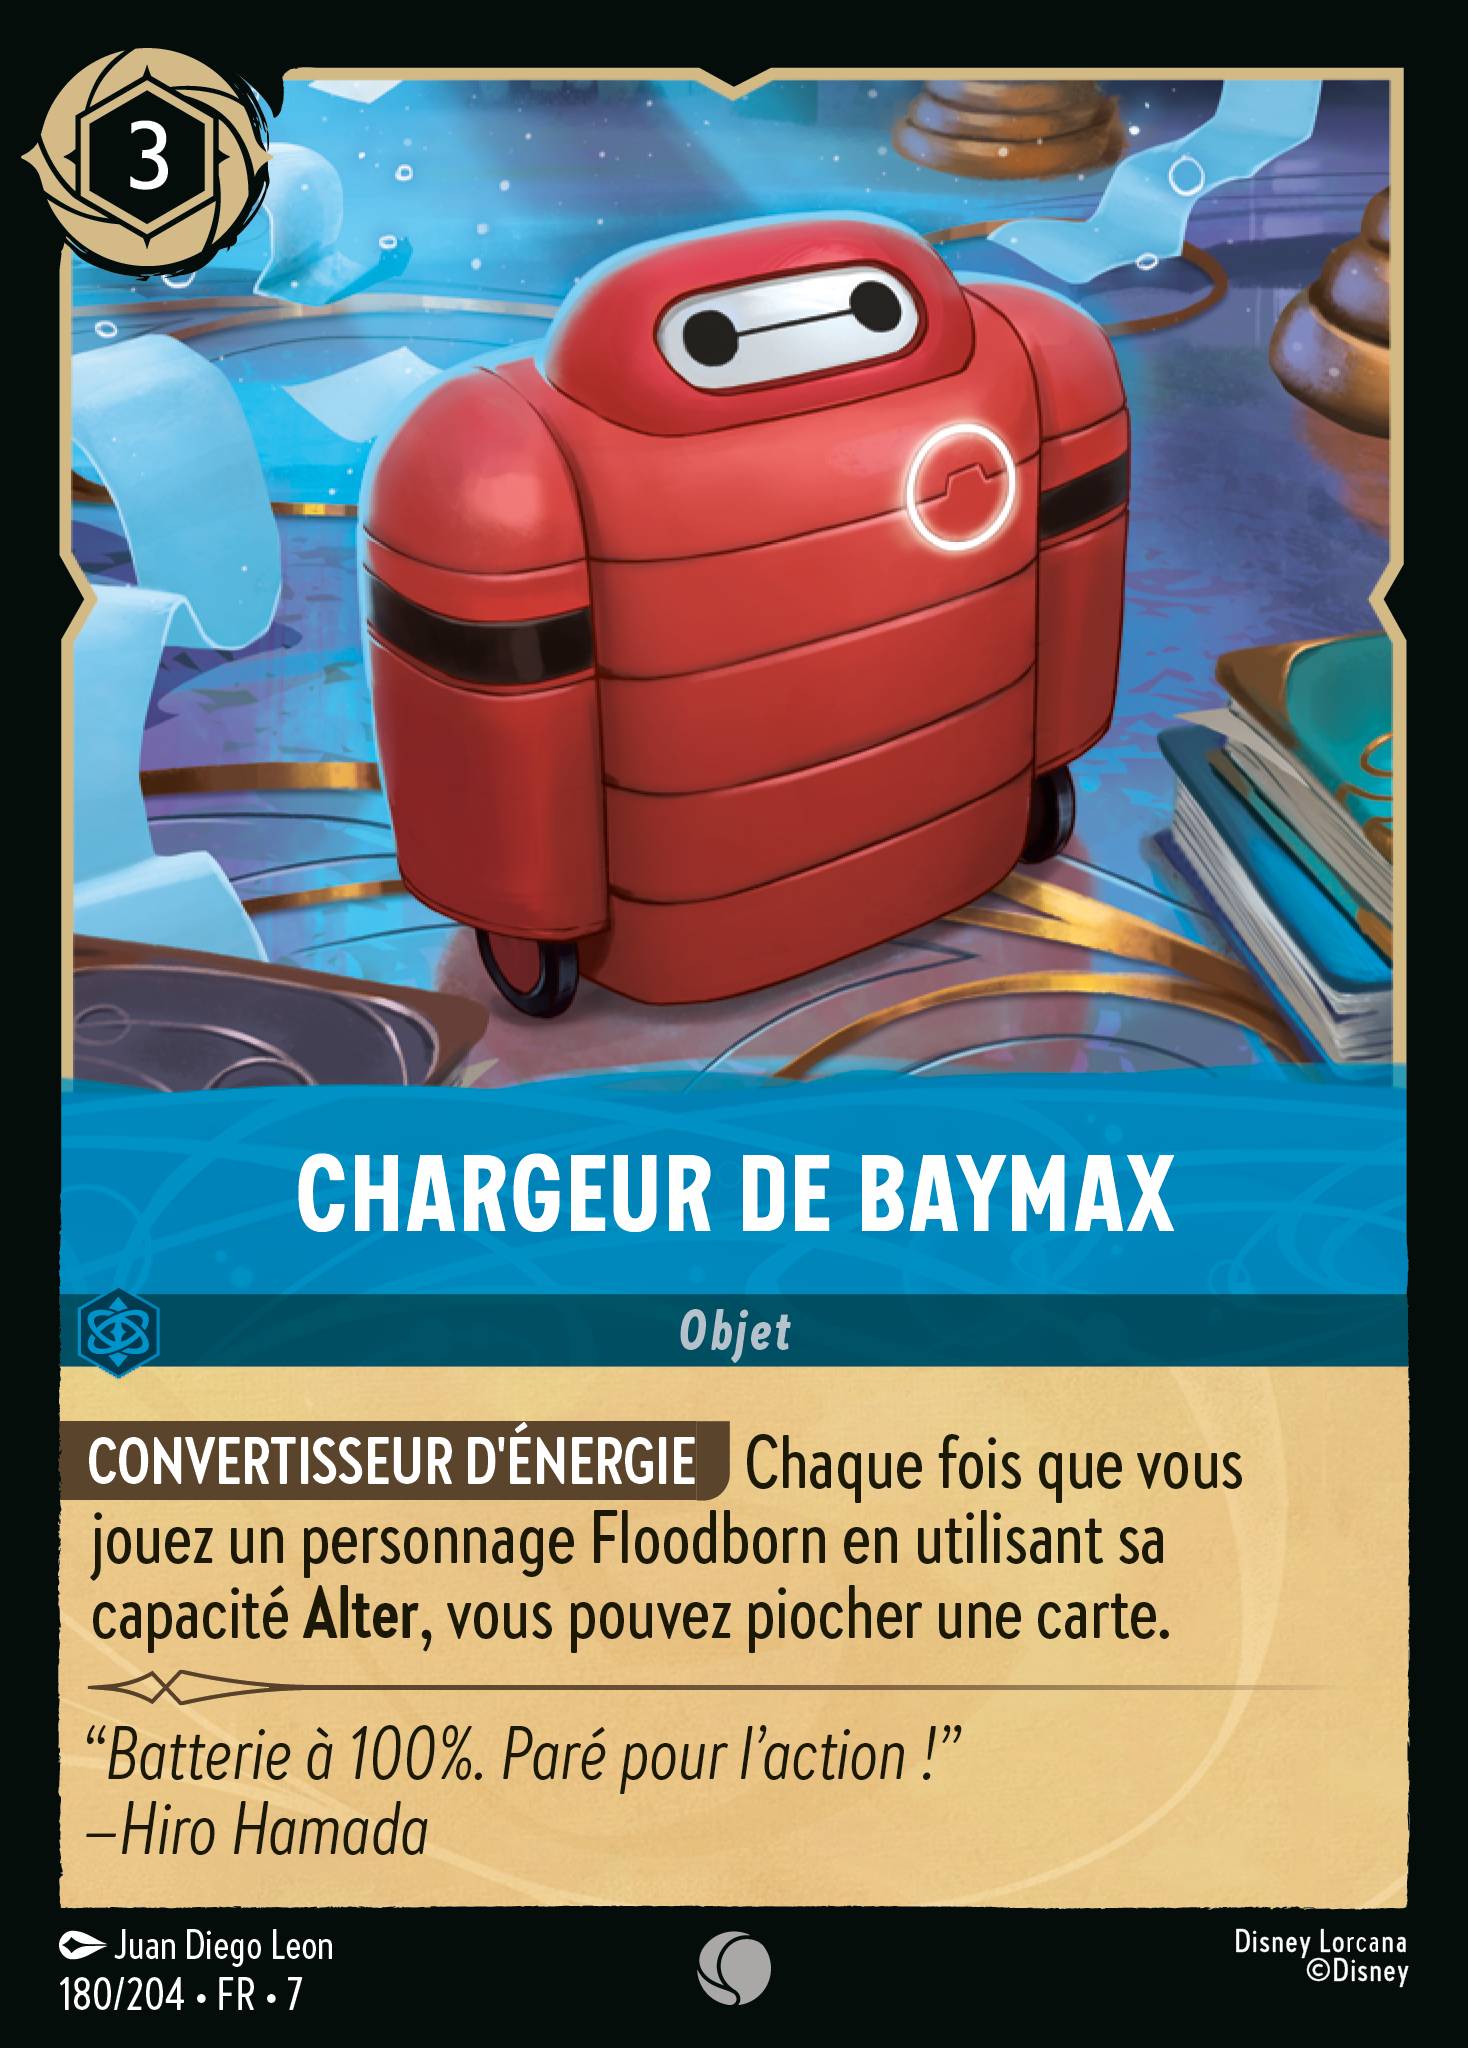 3
CHARGEUR DE BAYMAX
Objet
CONVERTISSEUR D'ÉNERGIE Chaque fois que vous
jouez un personnage Floodborn en utilisant sa
capacité Alter, vous pouvez piocher une carte.
“Batterie à 100%. Paré pour l’action !”
–Hiro Hamada
Juan Diego Leon
180/204 • FR • 7
Disney Lorcana
©Disney